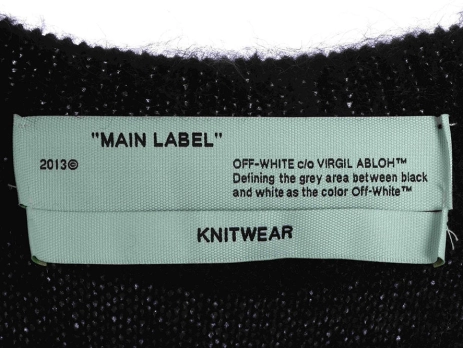 "MAIN LABEL"
2013©
OFF-WHITE c/o VIRGIL ABLOH™
Defining the grey area between black
and white as the color Off-White™
KNITWEAR